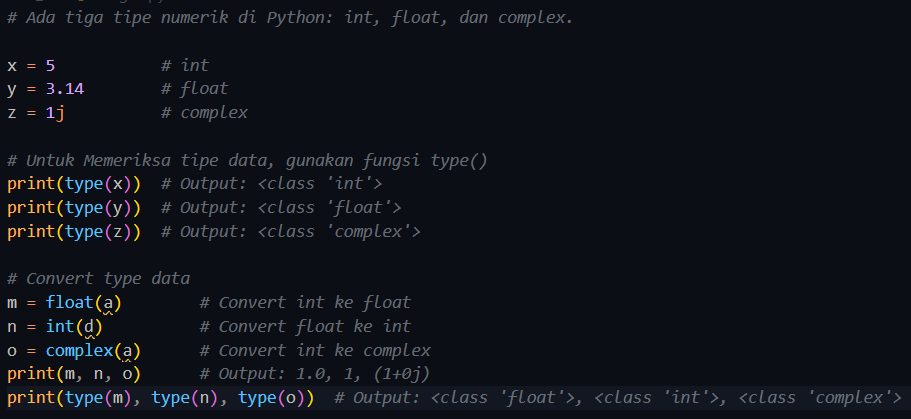 # Ada tiga tipe numerik di Python: int, float, dan complex.
x = 5 # int
y = 3.14 # float
z = 1j # complex
# Untuk Memeriksa tipe data, gunakan fungsi type()
print(type(x)) # Output: <class 'int'>
print(type(y)) # Output: <class 'float'>
print(type(z)) # Output: <class 'complex'>
# Convert type data
m = float(a) # Convert int ke float
n = int(d) # Convert float ke int
o = complex(a) # Convert int ke complex
print(m, n, o) # Output: 1.0, 1, (1+0j)
print(type(m), type(n), type(o)) # Output: <class 'float'>, <class 'int'>, <class 'complex'>